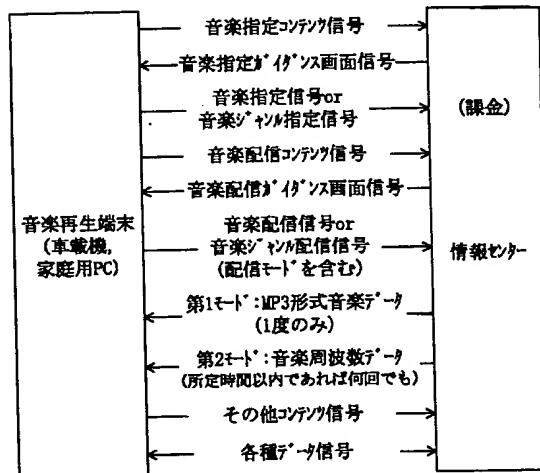 音楽指定ｺﾝﾃﾝﾂ信号
音楽指定ｶﾞｲﾀﾞﾝｽ画面信号
音楽指定信号or
音楽ｼﾞｬﾝﾙ指定信号
(課金)
音楽配信ｺﾝﾃﾝﾂ信号
音楽配信ｶﾞｲﾀﾞﾝｽ画面信号
音楽再生端末
(車載機,
家庭用PC)
音楽配信信号or
音楽ｼﾞｬﾝﾙ配信信号
(配信ﾓｰﾄﾞを含む)
情報ｾﾝﾀｰ
第1ﾓｰﾄﾞ:MP3形式音楽ﾃﾞｰﾀ
(1度のみ)
第2ﾓｰﾄﾞ:音楽周波数ﾃﾞｰﾀ
(所定時間以内であれば何回でも)
その他ｺﾝﾃﾝﾂ信号
各種ﾃﾞｰﾀ信号